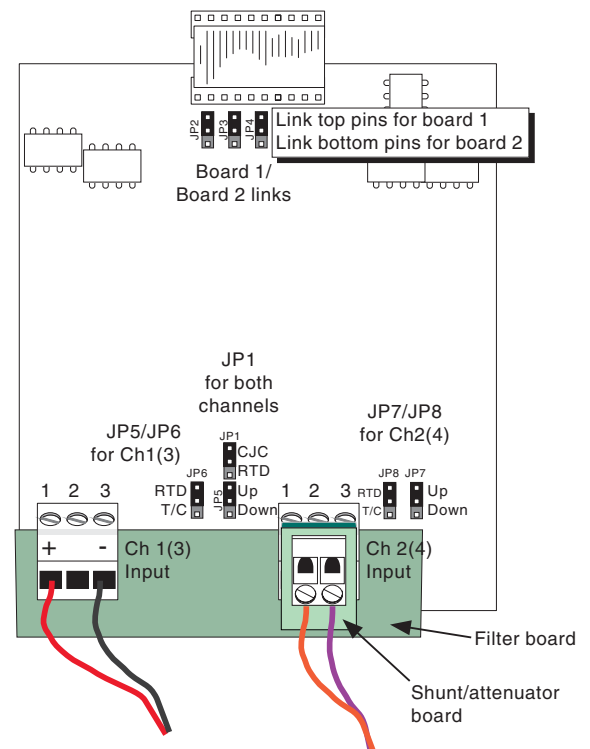 JP2
JP3
JP4
Link top pins for board 1
Link bottom pins for board 2
Board 1/
Board 2 links
JP1
for both
channels
JP5/JP6
for Ch1(3)
JP7/JP8
for Ch2(4)
JP1
CJC
RTD
JP6
RTD
T/C
JP5
Up
Down
JP8
JP7
RTD
T/C
Up
Down
1 2 3
1 2 3
+ -
Ch 1(3)
Input
Ch 2(4)
Input
Filter board
Shunt/attenuator
board